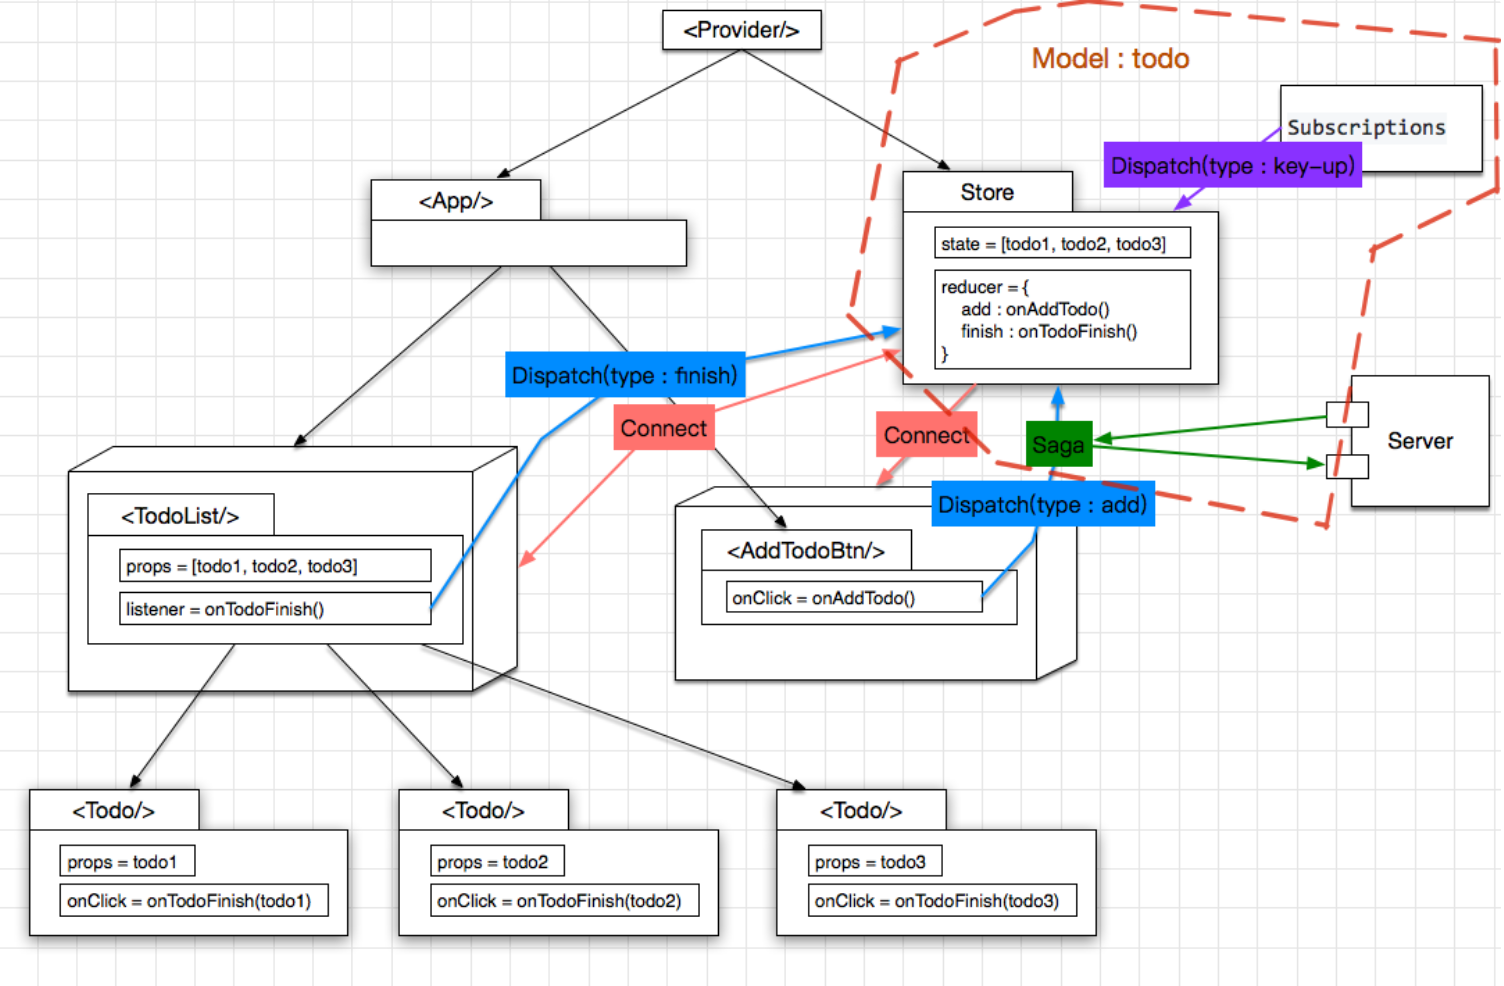 <Provider/>
Model : todo
Subscriptions
Dispatch(type : key-up)
<App/>
Store
state = [todo1, todo2, todo3]
reducer = {
add : onAddTodo()
finish : onTodoFinish()
}
Dispatch(type : finish)
Connect
Connect
Saga
Server
Dispatch(type : add)
<TodoList/>
props = [todo1, todo2, todo3]
listener = onTodoFinish()
<AddTodoBtn/>
onClick = onAddTodo()
<Todo/>
props = todo1
onClick = onTodoFinish(todo1)
<Todo/>
props = todo2
onClick = onTodoFinish(todo2)
<Todo/>
props = todo3
onClick = onTodoFinish(todo3)